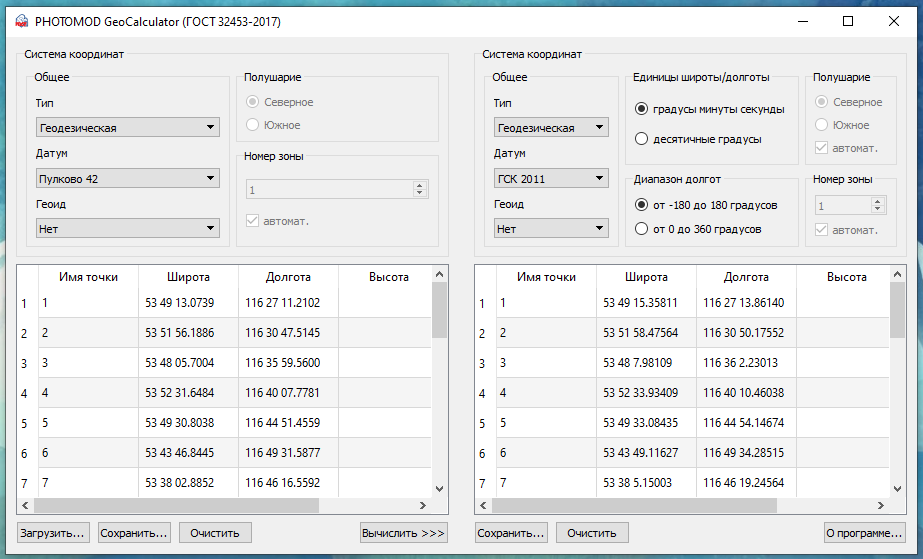 PHOTOMOD GeoCalculator (ГОСТ 32453-2017)
Система координат
Общее
Тип
Геодезическая
Датум
Пулково 42
Геоид
Нет
Полушарие
Северное
Южное
Номер зоны
1
автомат.
Имя точки Широта Долгота Высота
1 1 53 49 13.0739 116 27 11.2102
2 2 53 51 56.1886 116 30 47.5145
3 3 53 48 05.7004 116 35 59.5600
4 4 53 52 31.6484 116 40 07.7781
5 5 53 49 30.8038 116 44 51.4559
6 6 53 43 46.8445 116 49 31.5877
7 7 53 38 02.8852 116 46 16.5592
Загрузить... Сохранить... Очистить Вычислить >>>
Система координат
Общее
Тип
Геодезическая
Датум
ГСК 2011
Геоид
Нет
Единицы широты/долготы
градусы минуты секунды
десятичные градусы
Диапазон долгот
от -180 до 180 градусов
от 0 до 360 градусов
Полушарие
Северное
Южное
автомат.
Номер зоны
1
автомат.
Имя точки Широта Долгота Высота
1 1 53 49 15.35811 116 27 13.86140
2 2 53 51 58.47564 116 30 50.17552
3 3 53 48 7.98109 116 36 2.23013
4 4 53 52 33.93409 116 40 10.46038
5 5 53 49 33.08435 116 44 54.14674
6 6 53 43 49.11627 116 49 34.28515
7 7 53 38 5.15003 116 46 19.24564
Сохранить... Очистить О программе...